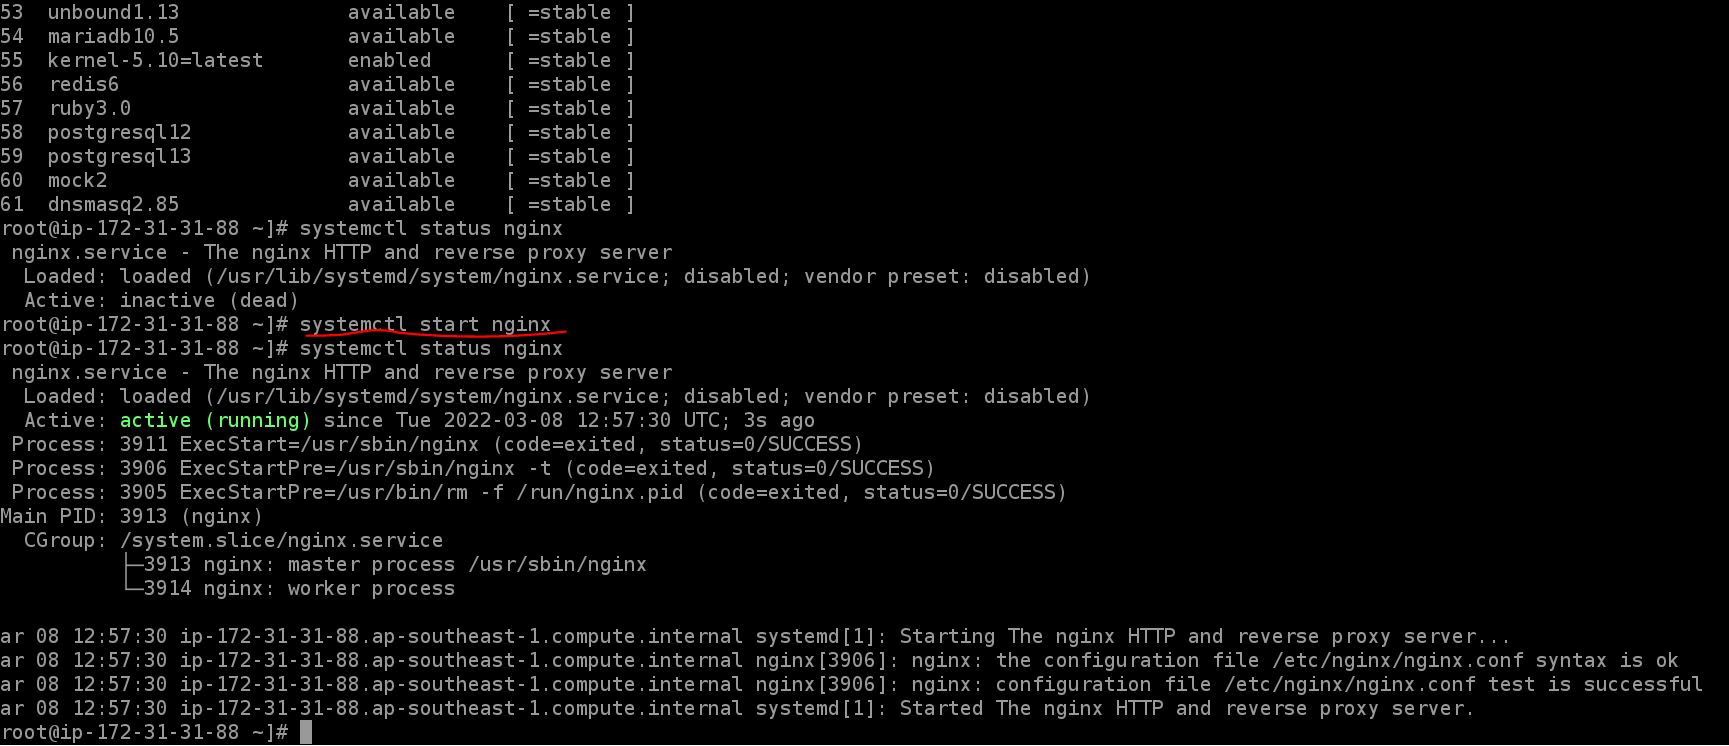 53  unbound1.13              available    [ =stable ]
54  mariadb10.5              available    [ =stable ]
55  kernel-5.10=latest       enabled      [ =stable ]
56  redis6                   available    [ =stable ]
57  ruby3.0                  available    [ =stable ]
58  postgresql12             available    [ =stable ]
59  postgresql13             available    [ =stable ]
60  mock2                    available    [ =stable ]
61  dnsmasq2.85              available    [ =stable ]
root@ip-172-31-31-88 ~]# systemctl status nginx
nginx.service - The nginx HTTP and reverse proxy server
Loaded: loaded (/usr/lib/systemd/system/nginx.service; disabled; vendor preset: disabled)
Active: inactive (dead)
root@ip-172-31-31-88 ~]# systemctl start nginx
root@ip-172-31-31-88 ~]# systemctl status nginx
nginx.service - The nginx HTTP and reverse proxy server
Loaded: loaded (/usr/lib/systemd/system/nginx.service; disabled; vendor preset: disabled)
Active: active (running) since Tue 2022-03-08 12:57:30 UTC; 3s ago
Process: 3911 ExecStart=/usr/sbin/nginx (code=exited, status=0/SUCCESS)
Process: 3906 ExecStartPre=/usr/sbin/nginx -t (code=exited, status=0/SUCCESS)
Process: 3905 ExecStartPre=/usr/bin/rm -f /run/nginx.pid (code=exited, status=0/SUCCESS)
Main PID: 3913 (nginx)
CGroup: /system.slice/nginx.service
├─3913 nginx: master process /usr/sbin/nginx
└─3914 nginx: worker process
ar 08 12:57:30 ip-172-31-31-88.ap-southeast-1.compute.internal systemd[1]: Starting The nginx HTTP and reverse proxy server...
ar 08 12:57:30 ip-172-31-31-88.ap-southeast-1.compute.internal nginx[3906]: nginx: the configuration file /etc/nginx/nginx.conf syntax is ok
ar 08 12:57:30 ip-172-31-31-88.ap-southeast-1.compute.internal nginx[3906]: nginx: configuration file /etc/nginx/nginx.conf test is successful
ar 08 12:57:30 ip-172-31-31-88.ap-southeast-1.compute.internal systemd[1]: Started The nginx HTTP and reverse proxy server.
root@ip-172-31-31-88 ~]#